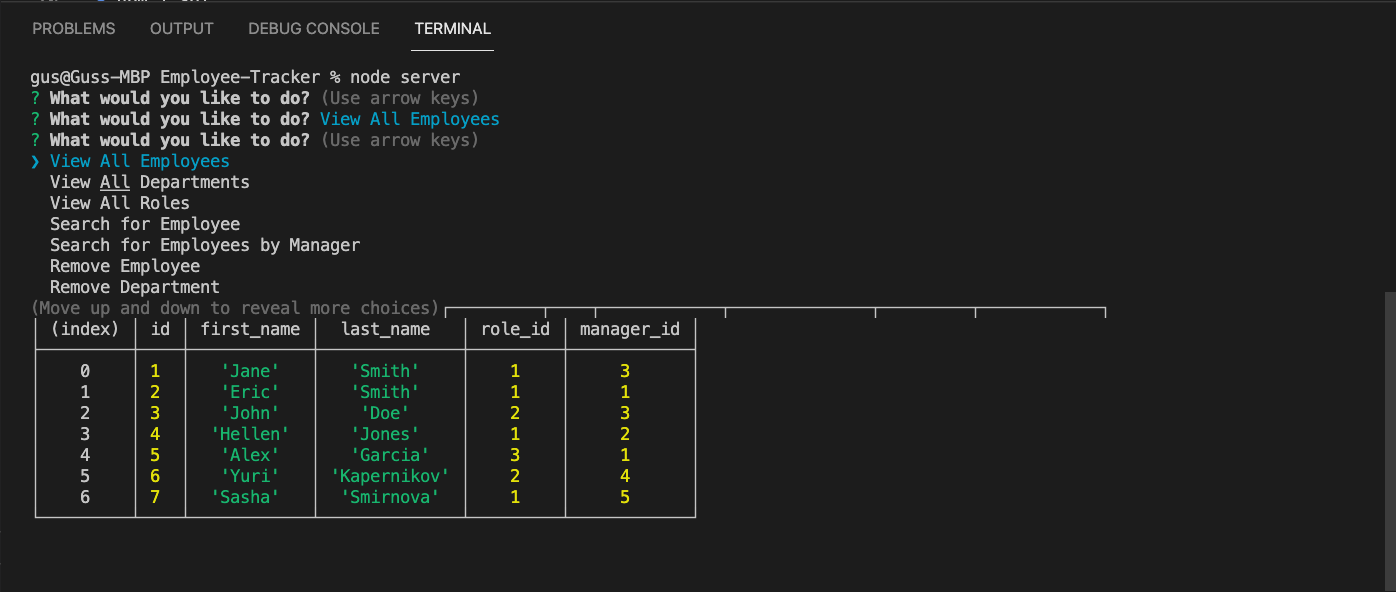 PROBLEMS OUTPUT DEBUG CONSOLE TERMINAL
gus@Guss-MBP Employee-Tracker % node server
? What would you like to do? (Use arrow keys)
? What would you like to do? View All Employees
? What would you like to do? (Use arrow keys)
❯ View All Employees
View All Departments
View All Roles
Search for Employee
Search for Employees by Manager
Remove Employee
Remove Department
(Move up and down to reveal more choices)
(index) id first_name last_name role_id manager_id
0 1 'Jane' 'Smith' 1 3
1 2 'Eric' 'Smith' 1 1
2 3 'John' 'Doe' 2 3
3 4 'Hellen' 'Jones' 1 2
4 5 'Alex' 'Garcia' 3 1
5 6 'Yuri' 'Kapernikov' 2 4
6 7 'Sasha' 'Smirnova' 1 5